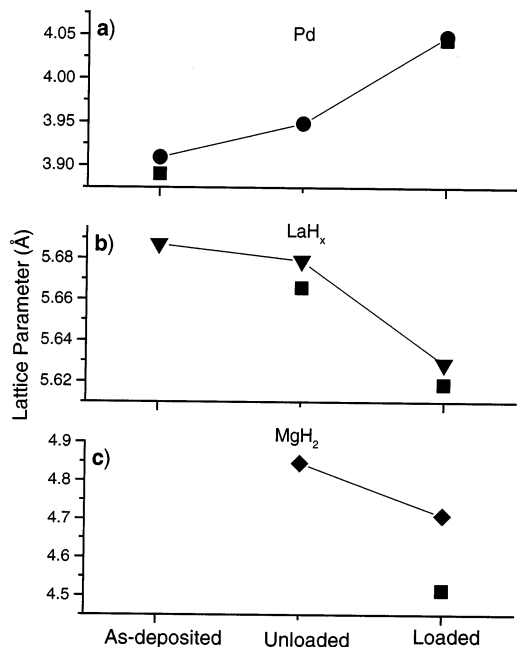 a) Pd
4.05
4.00
3.95
3.90
b) LaHₓ
5.68
5.66
5.64
5.62
Lattice Parameter (Å)
MgH₂
c)
4.9
4.8
4.7
4.6
4.5
As-deposited Unloaded Loaded